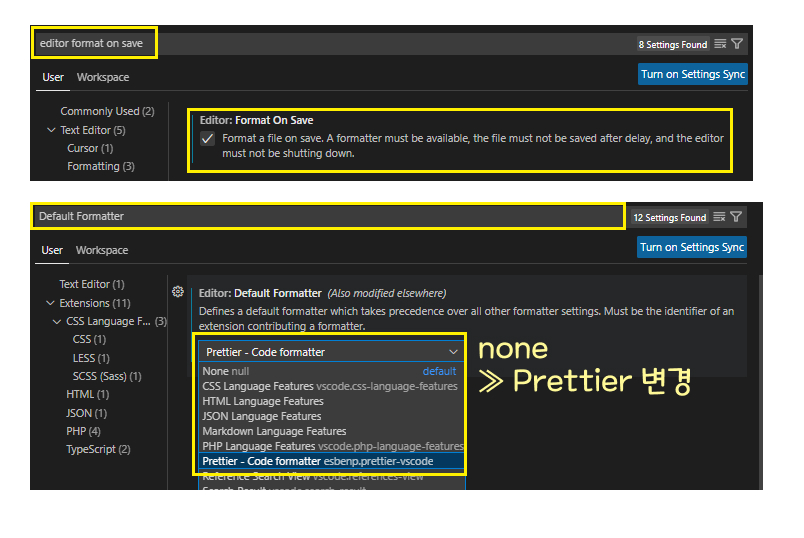 editor format on save
8 Settings Found
User Workspace
Turn on Settings Sync
Commonly Used (2)
Text Editor (5)
Cursor (1)
Formatting (3)
Editor: Format On Save
Format a file on save. A formatter must be available, the file must not be saved after delay, and the editor
must not be shutting down.
Default Formatter
12 Settings Found
User Workspace
Turn on Settings Sync
Text Editor (1)
Extensions (11)
CSS Language F... (3)
CSS (1)
LESS (1)
SCSS (Sass) (1)
HTML (1)
JSON (1)
PHP (4)
TypeScript (2)
Editor: Default Formatter (Also modified elsewhere)
Defines a default formatter which takes precedence over all other formatter settings. Must be the identifier of an
extension contributing a formatter.
Prettier - Code formatter
None null default
CSS Language Features vscode.css-language-features
HTML Language Features
JSON Language Features
Markdown Language Features
PHP Language Features vscode.php-language-features
Prettier - Code formatter esbenp.prettier-vscode
Reference Search View vscode.references-view
Search Result vscode.search-result
none
≫ Prettier 변경